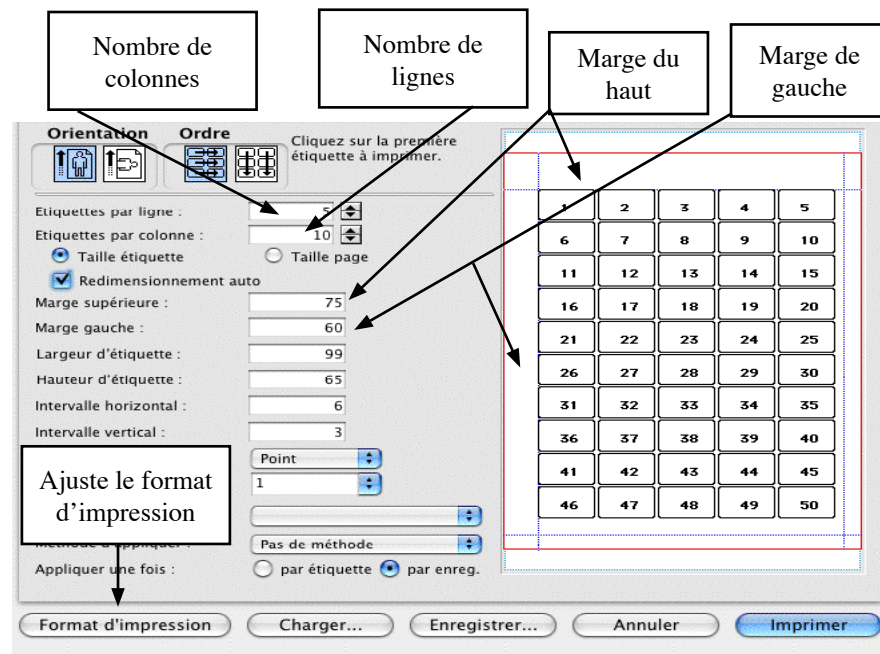 Nombre de
colonnes
Nombre de
lignes
Marge du
haut
Marge de
gauche
Orientation Ordre
Cliquez sur la première
étiquette à imprimer.
Etiquettes par ligne : 5
Etiquettes par colonne : 10
Taille étiquette Taille page
Redimensionnement auto
Marge supérieure : 75
Marge gauche : 60
Largeur d'étiquette : 99
Hauteur d'étiquette : 65
Intervalle horizontal : 6
Intervalle vertical : 3
Point
1
Ajuste le format
d'impression
Pas de méthode
Appliquer une fois : par étiquette par enreg.
1 2 3 4 5
6 7 8 9 10
11 12 13 14 15
16 17 18 19 20
21 22 23 24 25
26 27 28 29 30
31 32 33 34 35
36 37 38 39 40
41 42 43 44 45
46 47 48 49 50
Format d'impression Charger... Enregistrer... Annuler Imprimer